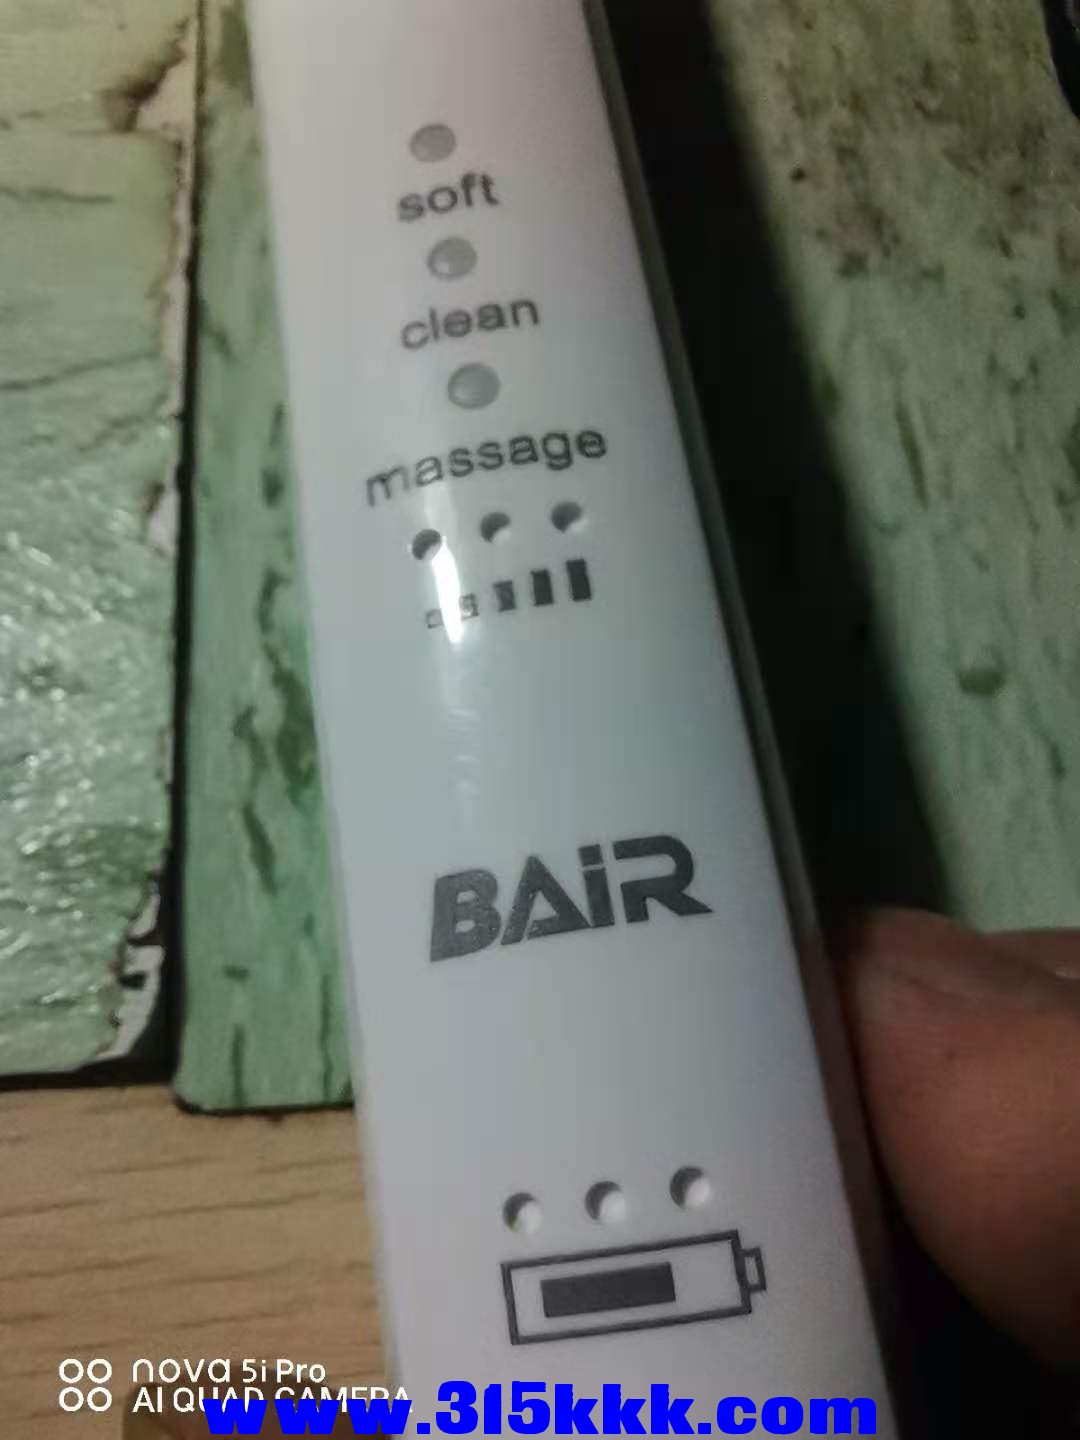 soft
clean
massage
BAiR
nova 5i Pro
AI QUAD CAMERA
www.315kkk.com